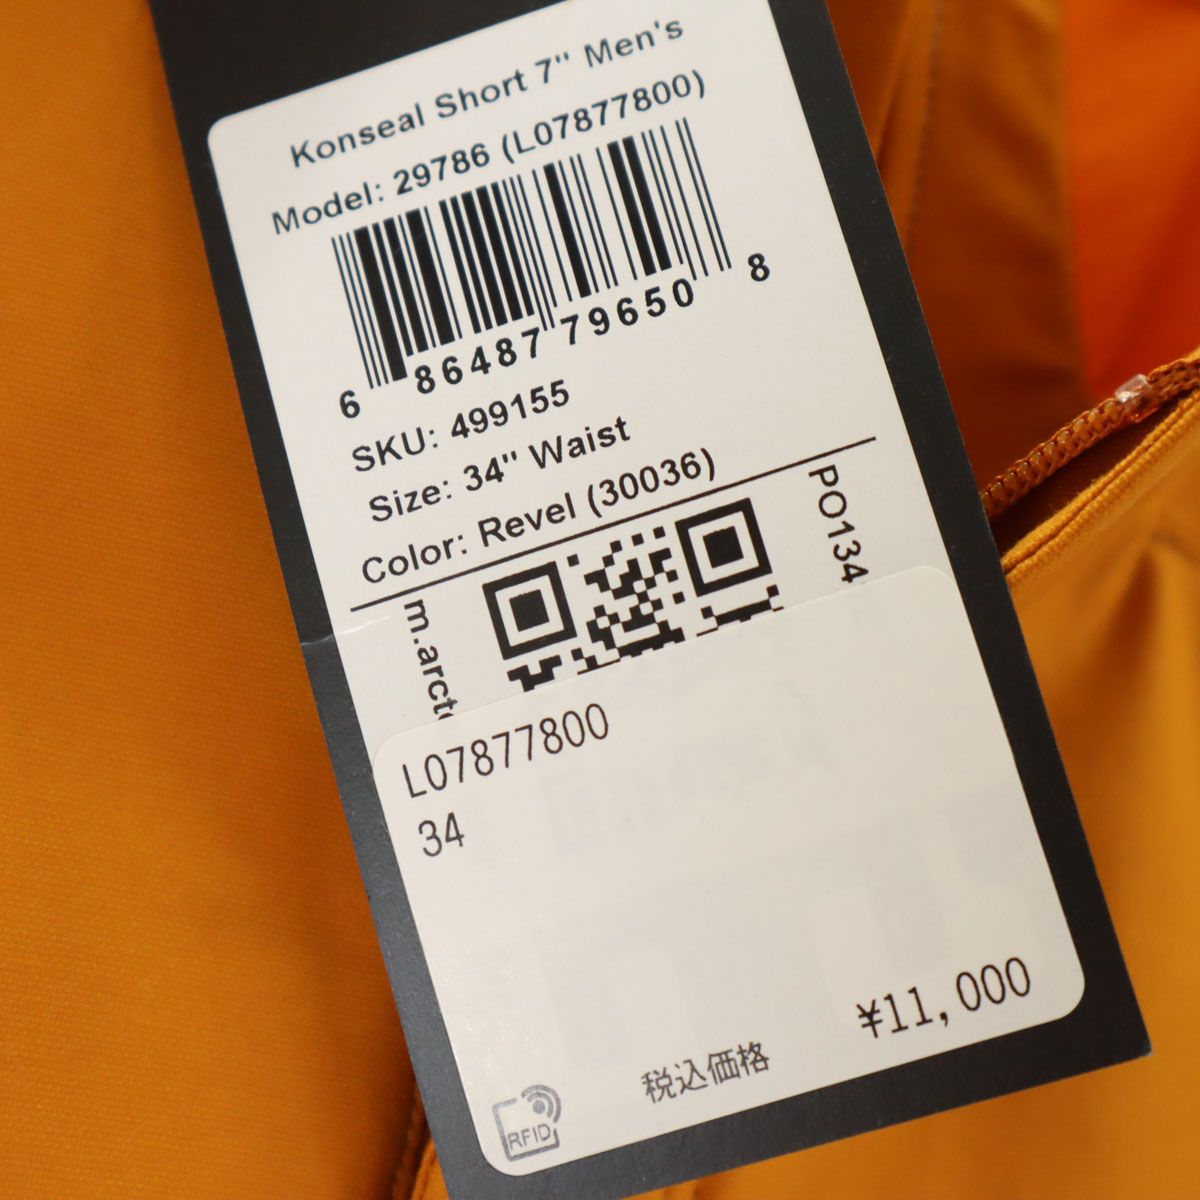 Konseal Short 7" Men's
Model: 29786 (L07877800)
6 86487 79650 8
SKU: 499155
Size: 34" Waist
Color: Revel (30036)
PO134
m.arct
L07877800
34
¥11,000
税込価格
RFID